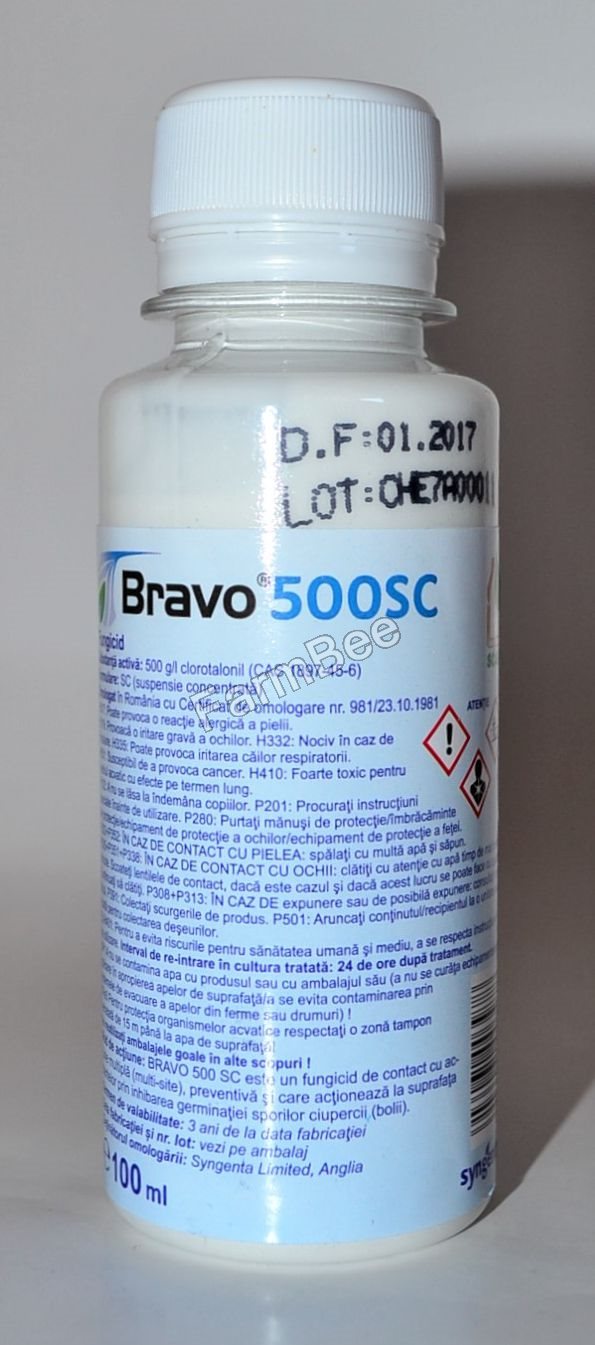 D.F:01.2017
LOT:CHE7A0001
Bravo® 500SC
Fungicid
activă: 500 g/l clorotalonil (CAS 1897-45-6)
SC (suspensie concentrată)
în România cu Certificat de omologare nr. 981/23.10.1981
Poate provoca o reacție alergică a pielii.
ATENȚIE
Provoacă o iritare gravă a ochilor. H332: Nociv în caz de
H335: Poate provoca iritarea căilor respiratorii.
Susceptibil de a provoca cancer. H410: Foarte toxic pentru
acvatic cu efecte pe termen lung.
A nu se lăsa la îndemâna copiilor. P201: Procurați instrucțiuni
înainte de utilizare. P280: Purtați mănuși de protecție/îmbrăcăminte
de protecție/echipament de protecție a ochilor/echipament de protecție a feței.
ÎN CAZ DE CONTACT CU PIELEA: spălați cu multă apă și săpun.
+P338: ÎN CAZ DE CONTACT CU OCHII: clătiți cu atenție cu apă timp de
Scoateți lentilele de contact, dacă este cazul și dacă acest lucru se poate face
să clătiți. P308+P313: ÎN CAZ DE expunere sau de posibilă expunere:
Colectați scurgerile de produs. P501: Aruncați conținutul/recipientul la
pentru colectarea deșeurilor.
Pentru a evita riscurile pentru sănătatea umană și mediu, a se respecta
Interval de re-intrare în cultura tratată: 24 de ore după tratament.
A nu se contamina apa cu produsul sau cu ambalajul său (a nu se curăța
în apropierea apelor de suprafață/a se evita contaminarea prin
de evacuare a apelor din ferme sau drumuri) !
Pentru protecția organismelor acvatice respectați o zonă tampon
de 15 m până la apa de suprafață!
ambalajele goale în alte scopuri !
de acțiune: BRAVO 500 SC este un fungicid de contact cu ac-
multiplă (multi-site), preventivă și care acționează la suprafața
prin inhibarea germinației sporilor ciupercii (bolii).
de valabilitate: 3 ani de la data fabricației
fabricației și nr. lot: vezi pe ambalaj
omologării: Syngenta Limited, Anglia
100 ml
FarmBee